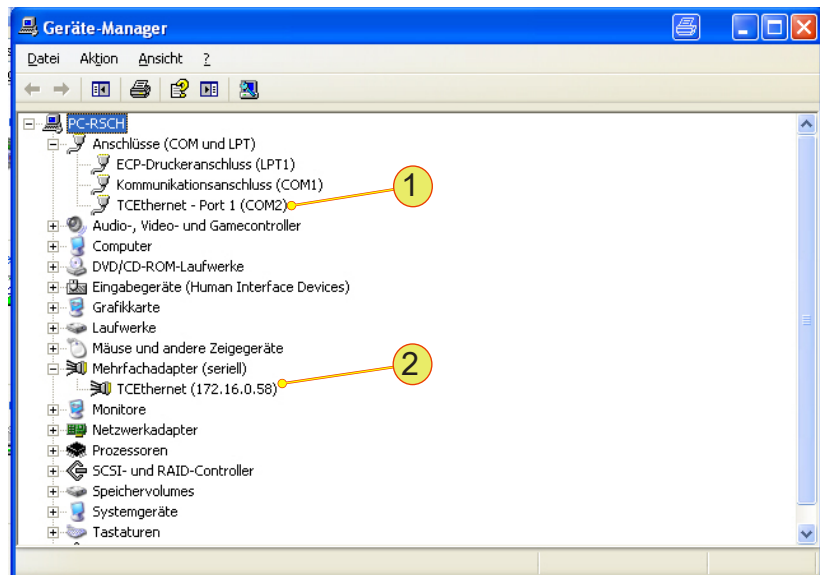 Geräte-Manager
Datei Aktion Ansicht ?
PC-RSCH
Anschlüsse (COM und LPT)
ECP-Druckeranschluss (LPT1)
Kommunikationsanschluss (COM1)
TCEthernet - Port 1 (COM2)
1
Audio-, Video- und Gamecontroller
Computer
DVD/CD-ROM-Laufwerke
Eingabegeräte (Human Interface Devices)
Grafikkarte
Laufwerke
Mäuse und andere Zeigegeräte
Mehrfachadapter (seriell)
2
TCEthernet (172.16.0.58)
Monitore
Netzwerkadapter
Prozessoren
SCSI- und RAID-Controller
Speichervolumes
Systemgeräte
Tastaturen